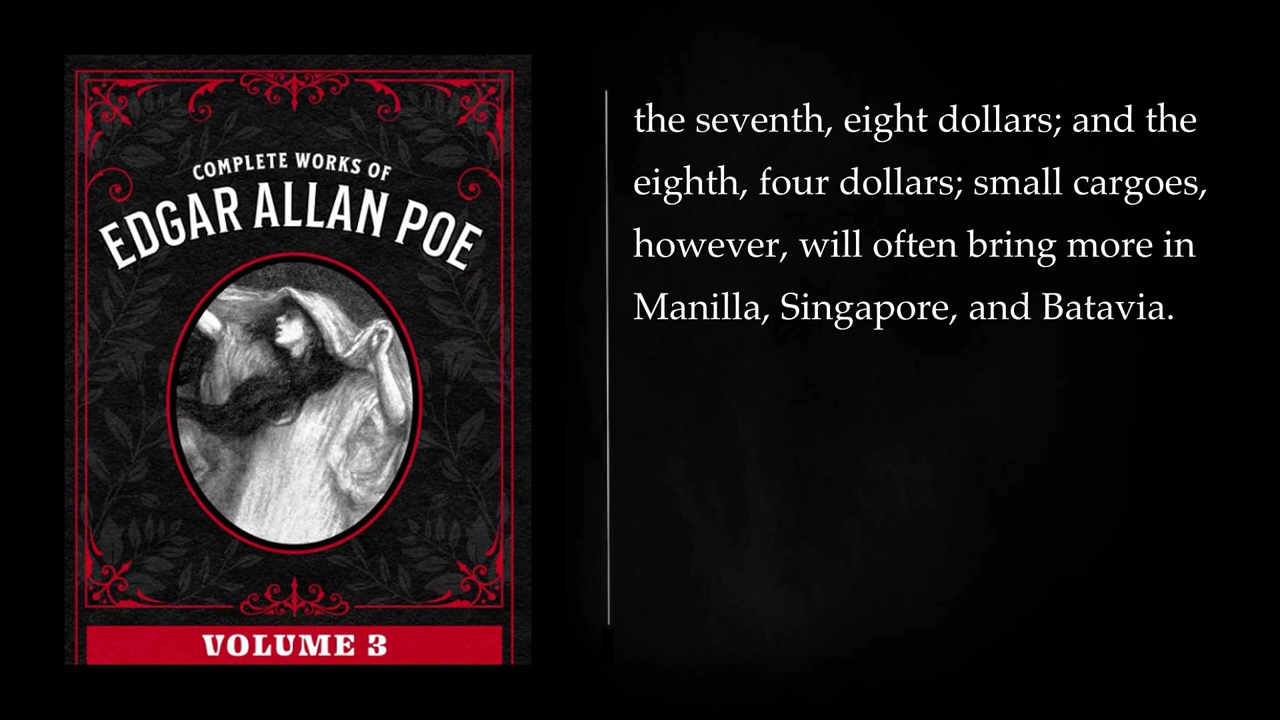 COMPLETE WORKS OF
EDGAR ALLAN POE
VOLUME 3
the seventh, eight dollars; and the
eighth, four dollars; small cargoes,
however, will often bring more in
Manilla, Singapore, and Batavia.